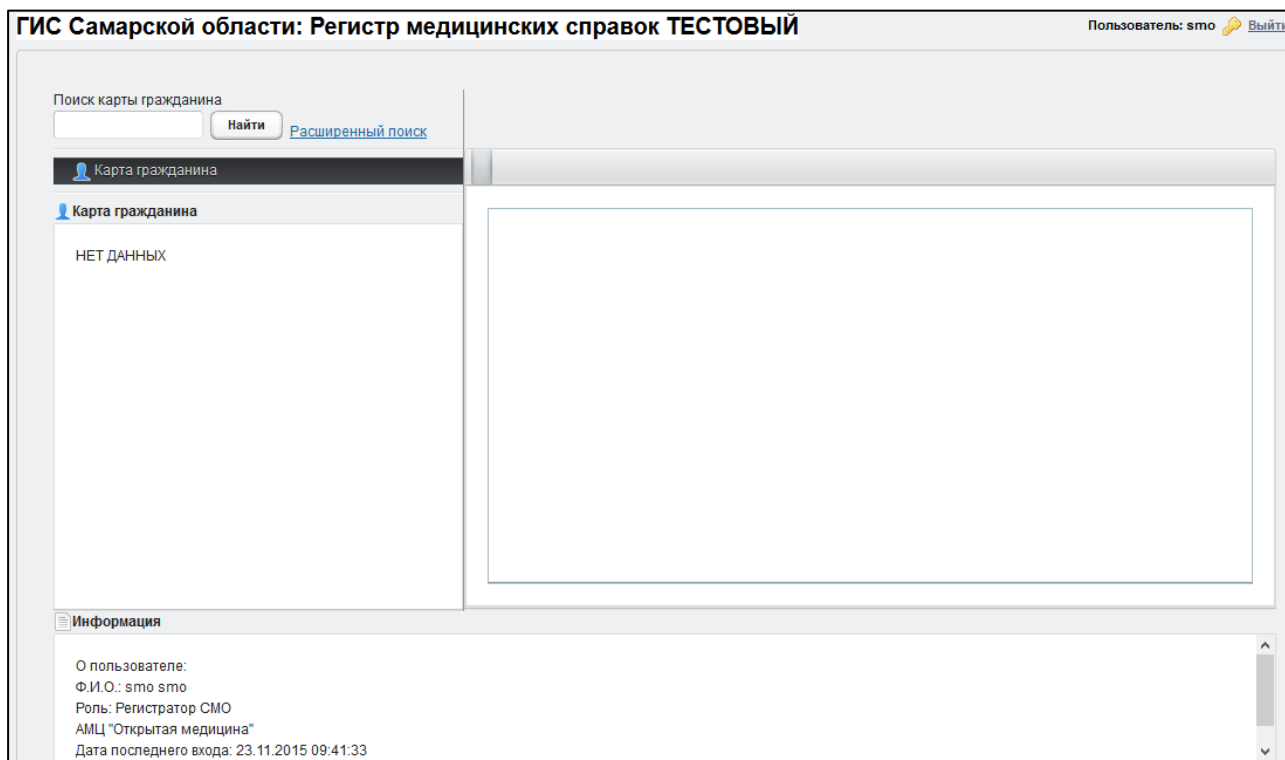 ГИС Самарской области: Регистр медицинских справок ТЕСТОВЫЙ
Пользователь: smo Выйти
Поиск карты гражданина
Найти Расширенный поиск
Карта гражданина
Карта гражданина
НЕТ ДАННЫХ
Информация
О пользователе:
Ф.И.О.: smo smo
Роль: Регистратор СМО
АМЦ "Открытая медицина"
Дата последнего входа: 23.11.2015 09:41:33